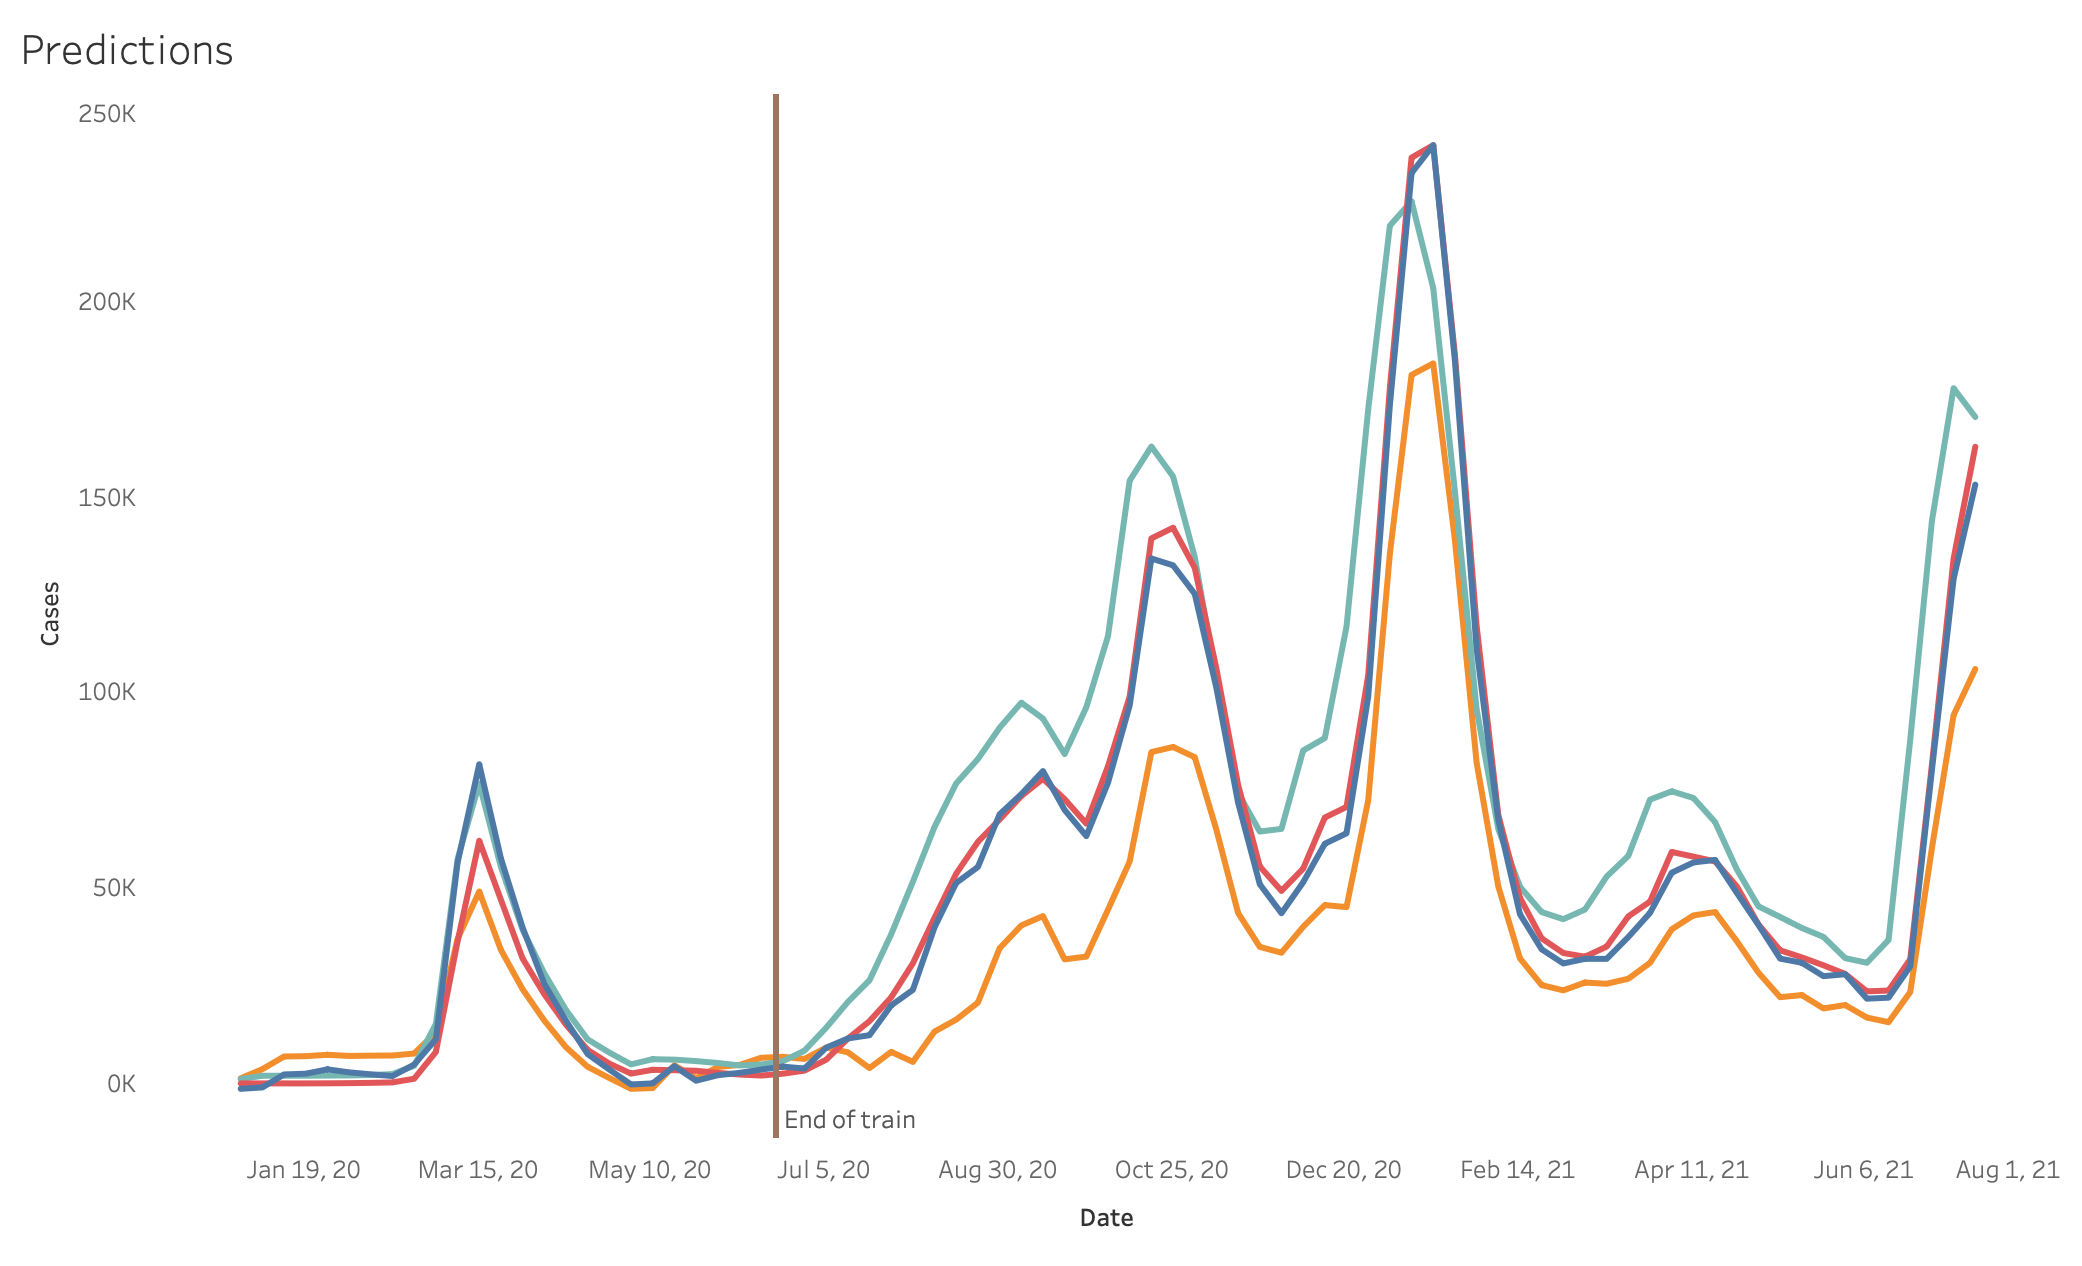 Predictions
250K
200K
150K
100K
50K
0K
Cases
End of train
Jan 19, 20 Mar 15, 20 May 10, 20 Jul 5, 20 Aug 30, 20 Oct 25, 20 Dec 20, 20 Feb 14, 21 Apr 11, 21 Jun 6, 21 Aug 1, 21
Date